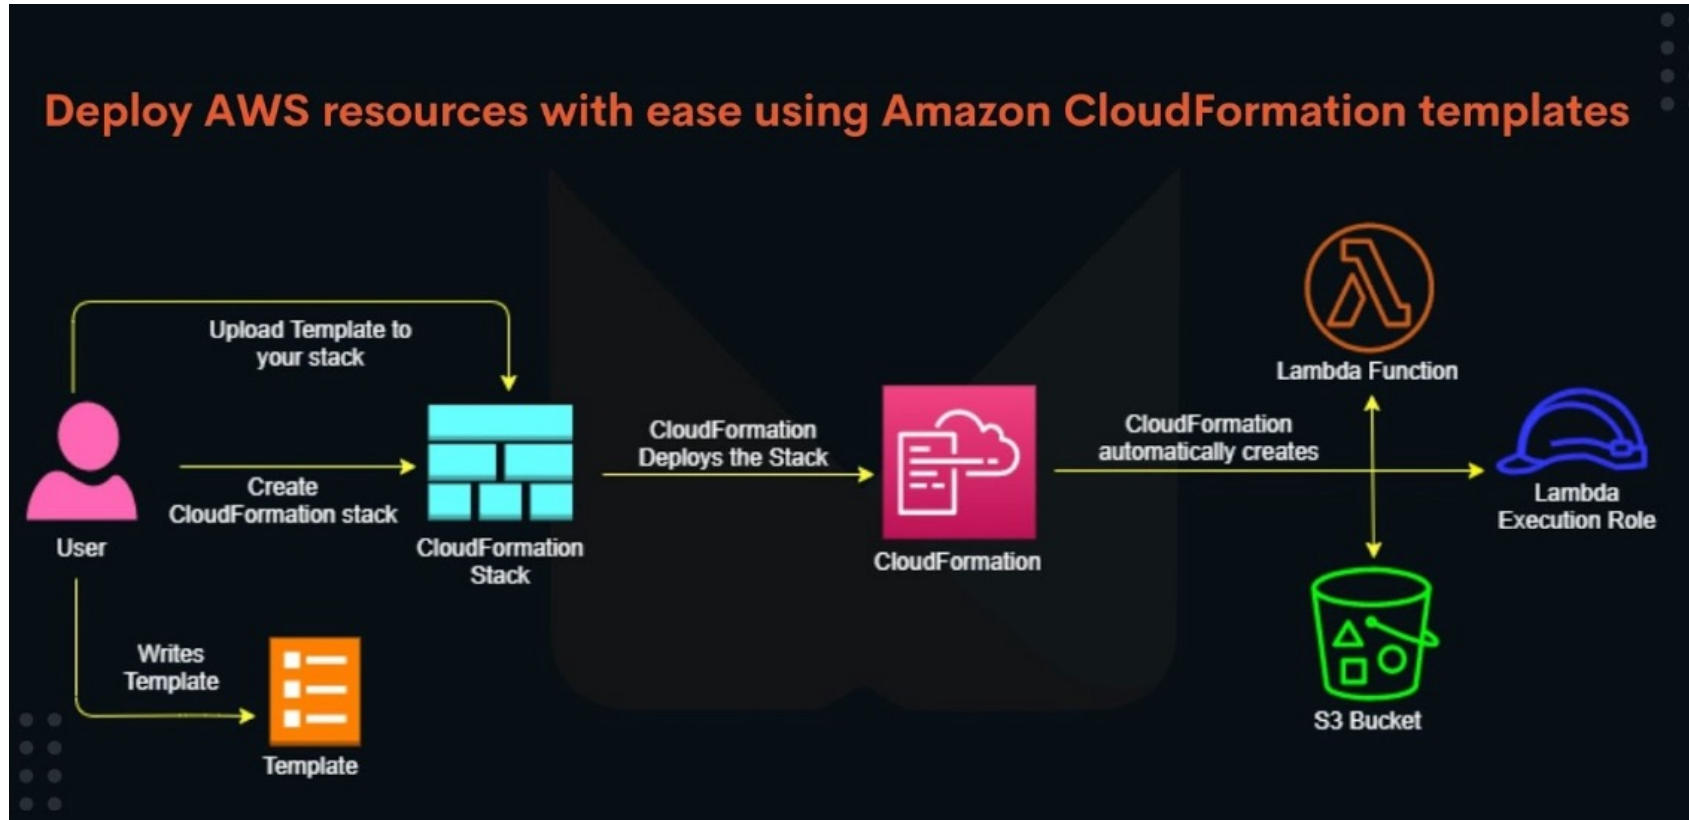 Deploy AWS resources with ease using Amazon CloudFormation templates
Upload Template to
your stack
Create
CloudFormation stack
User
CloudFormation
Stack
Writes
Template
Template
CloudFormation
Deploys the Stack
CloudFormation
CloudFormation
automatically creates
Lambda Function
Lambda
Execution Role
S3 Bucket